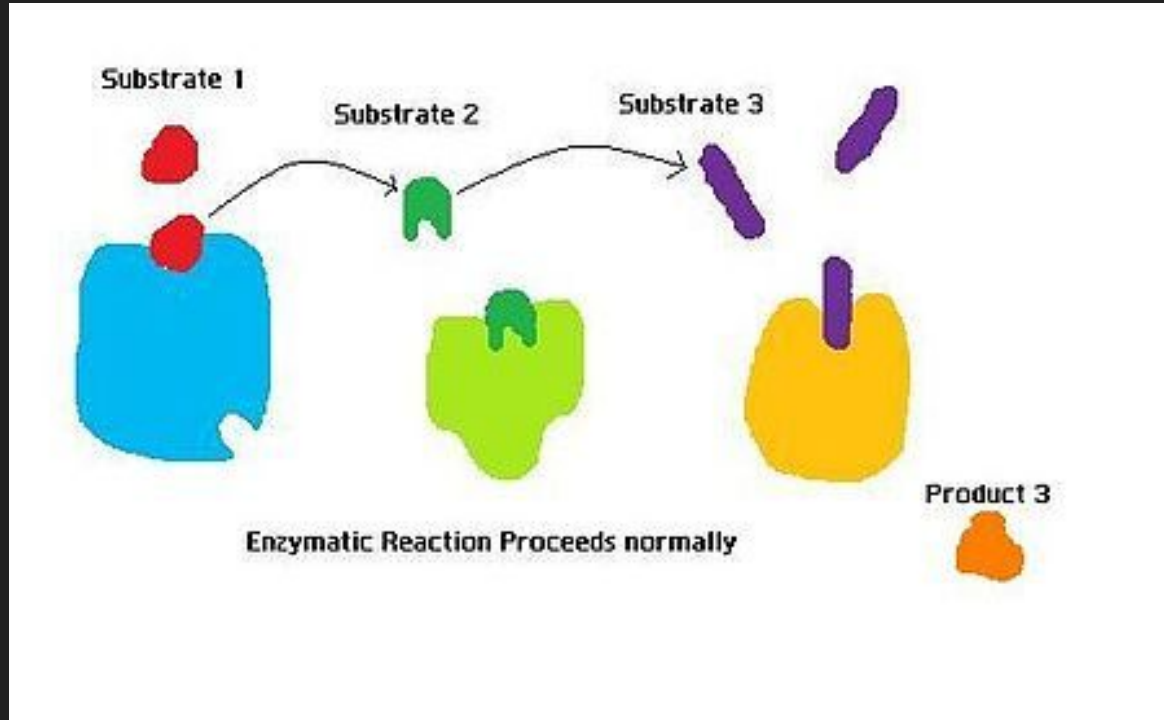 Substrate 1
Substrate 2
Substrate 3
Product 3
Enzymatic Reaction Proceeds normally